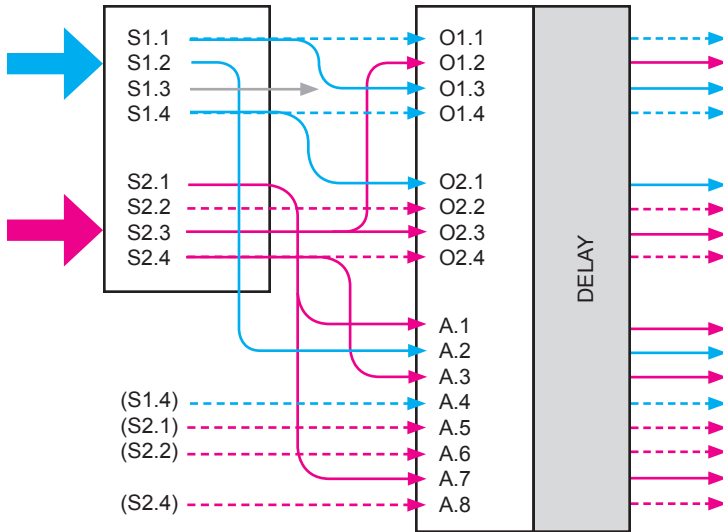 S1.1
S1.2
S1.3
S1.4
S2.1
S2.2
S2.3
S2.4
(S1.4)
(S2.1)
(S2.2)
(S2.4)
O1.1
O1.2
O1.3
O1.4
O2.1
O2.2
O2.3
O2.4
A.1
A.2
A.3
A.4
A.5
A.6
A.7
A.8
DELAY